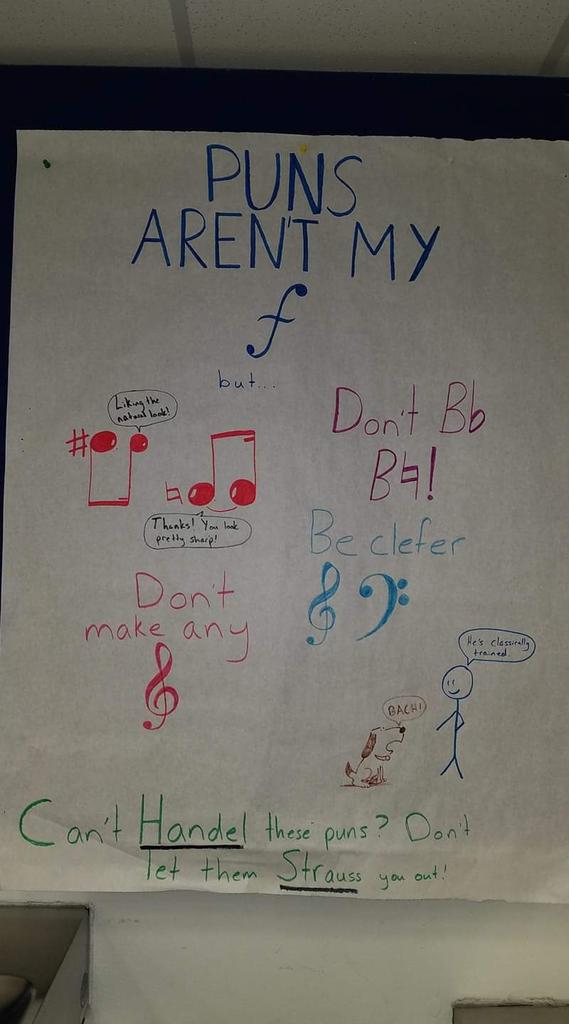 PUNS
AREN'T MY
f
but...
Liking the
natural look!
#
♮
Thanks! You look
pretty sharp!
Don't B♭
B♮!
Be clefer
𝄞 𝄢
Don't
make any
𝄞
He's classically
trained.
BACH!
Can't Handel these puns? Don't
let them Strauss you out!